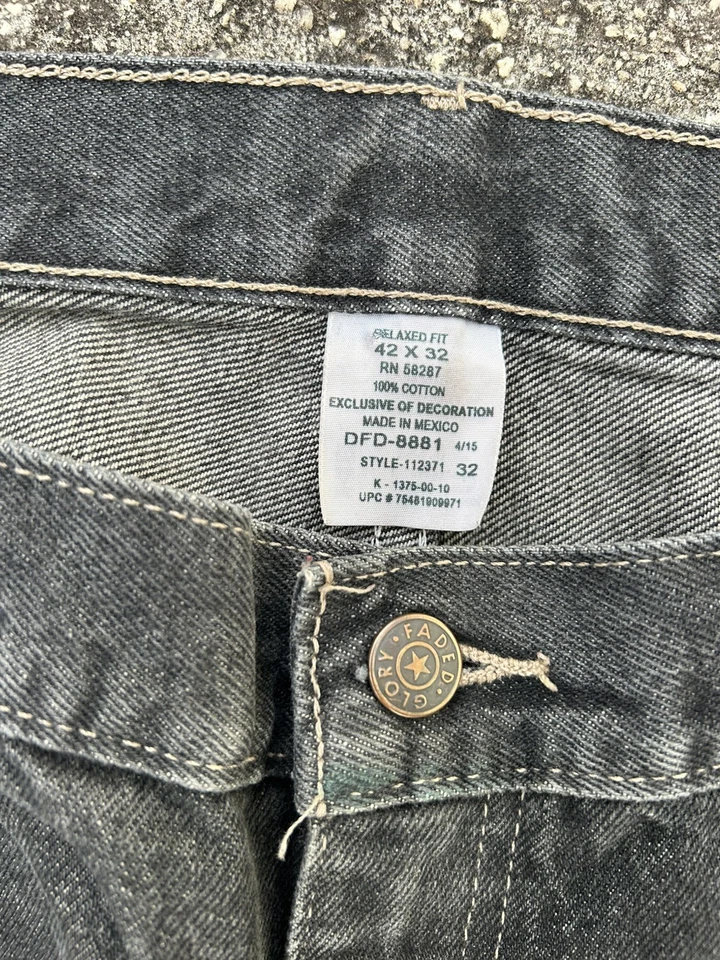 RELAXED FIT
42 X 32
RN 58287
100% COTTON
EXCLUSIVE OF DECORATION
MADE IN MEXICO
DFD-8881 4/15
STYLE-112371 32
K - 1375-00-10
UPC # 75481909971
FADED • GLORY •